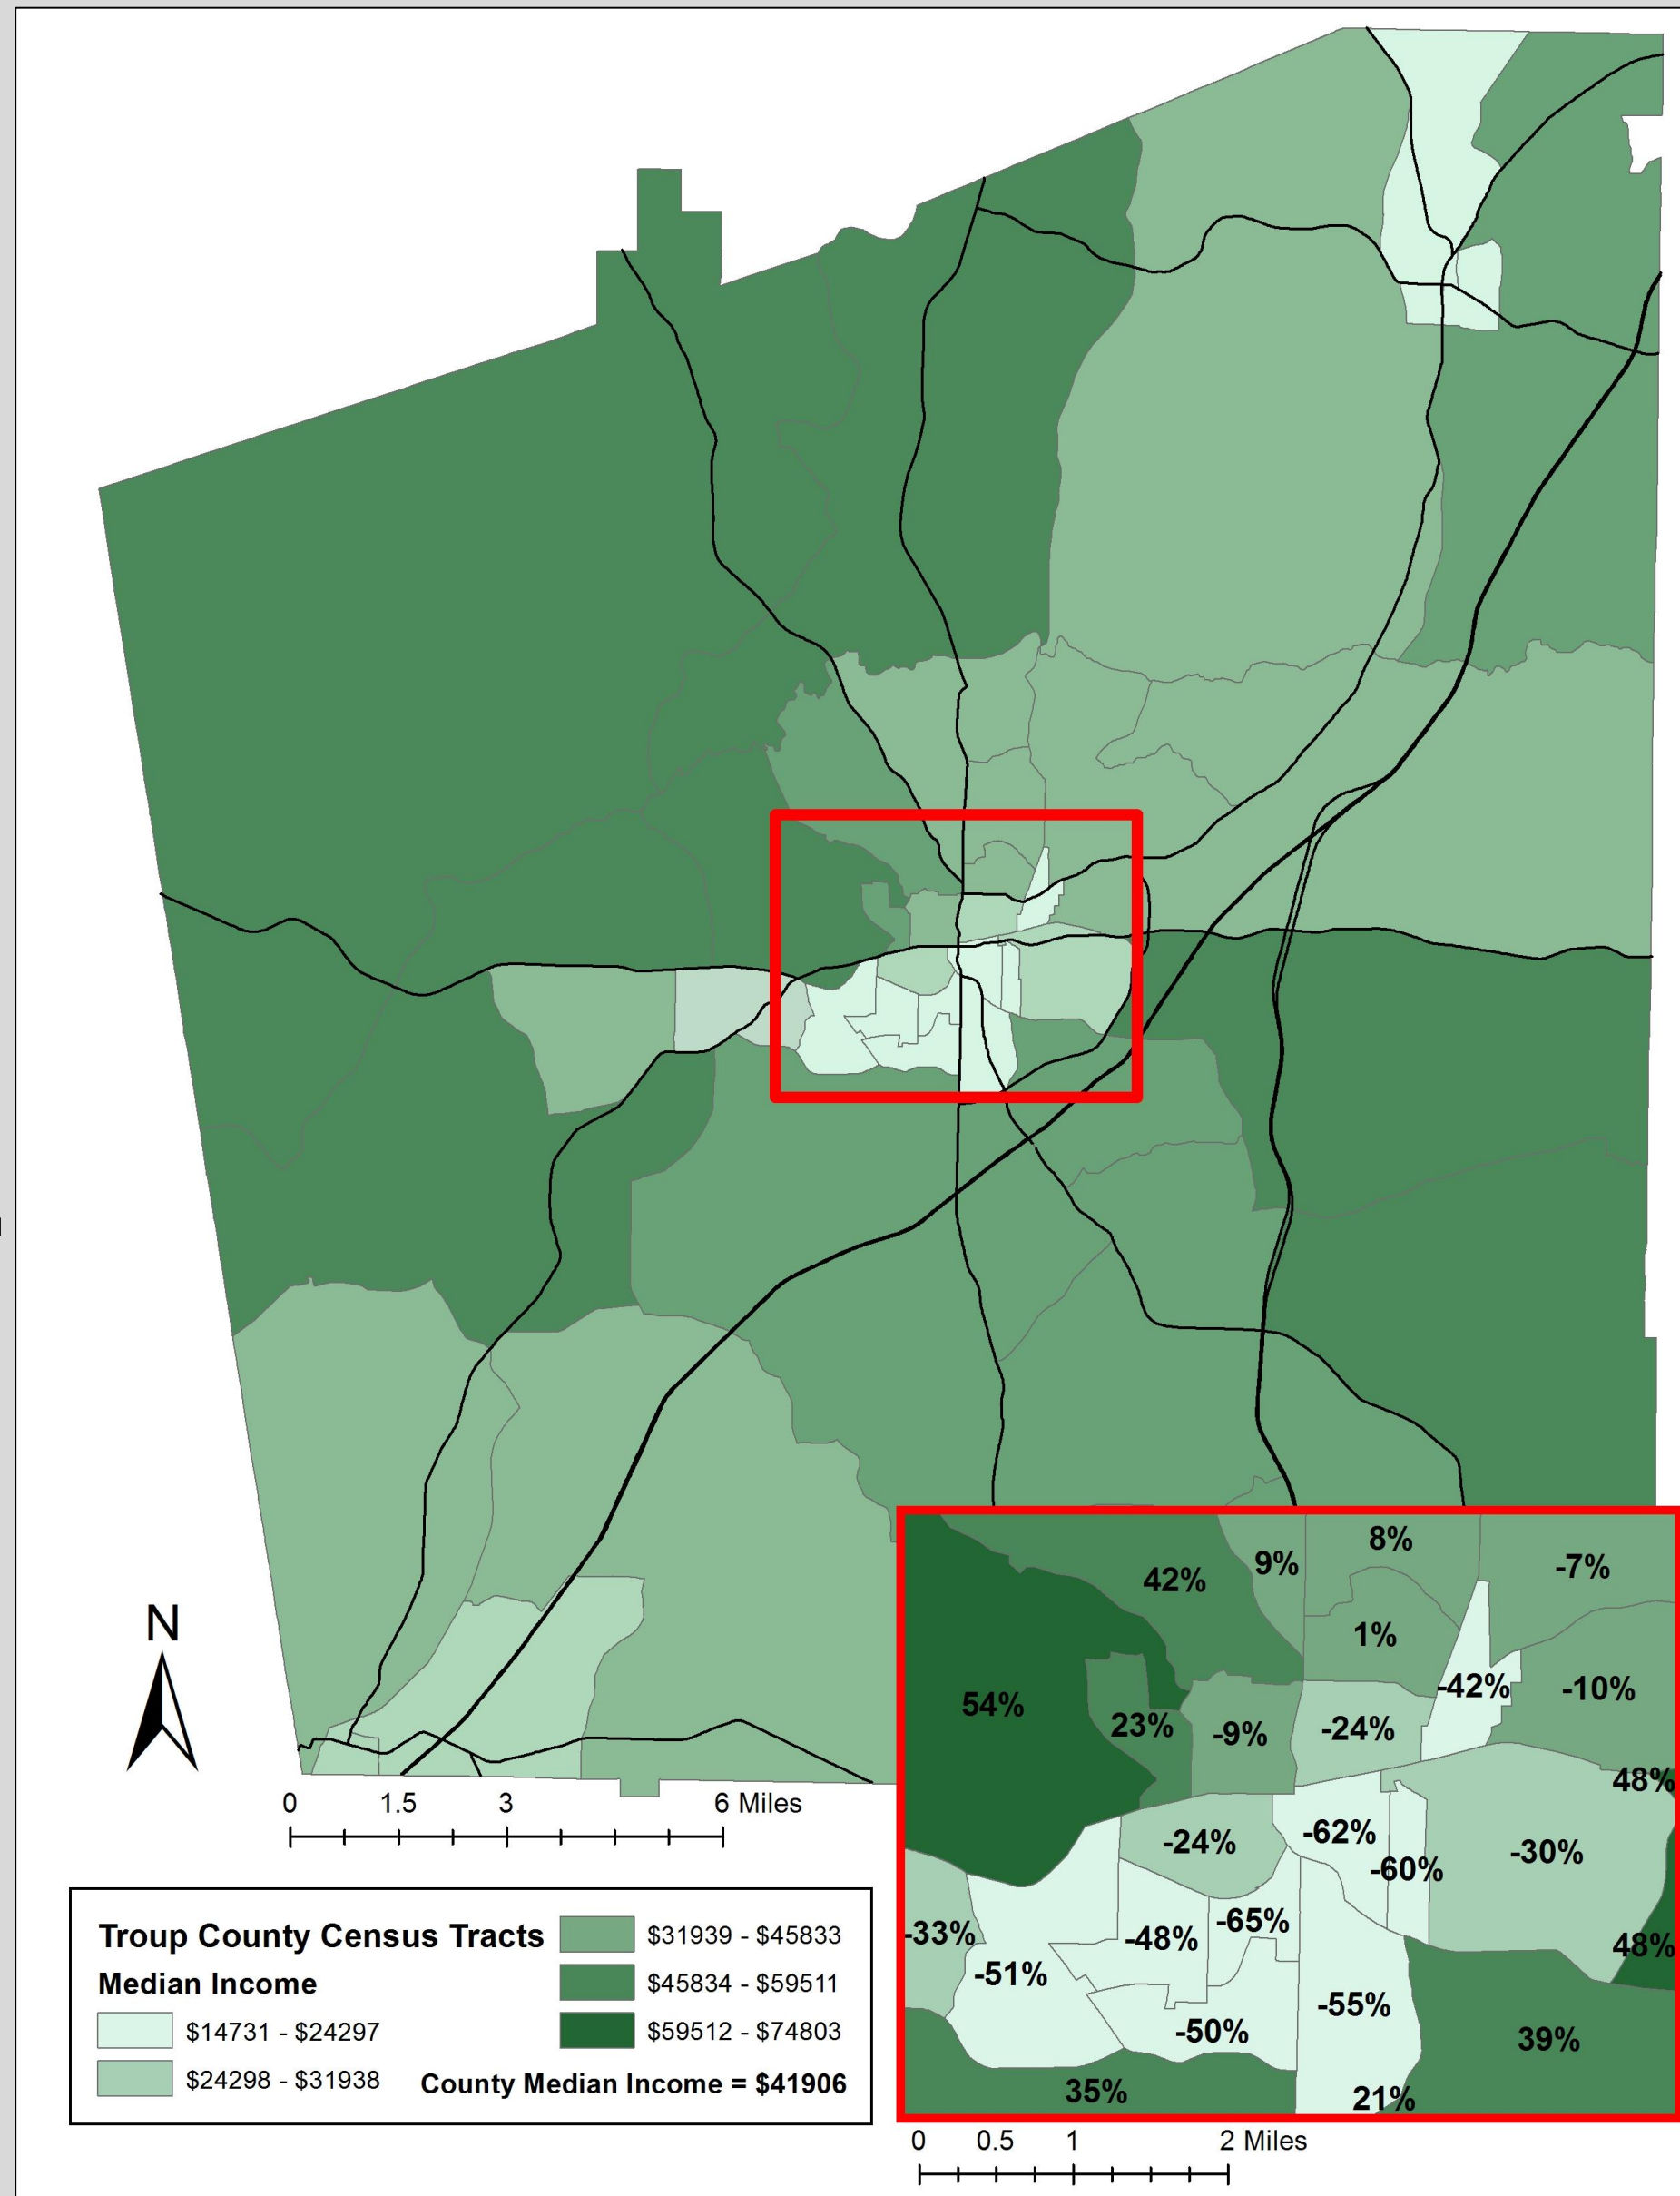 8%
9%
-7%
42%
1%
-42%
-10%
54%
23%
-9%
-24%
48%
-62%
-24%
-30%
-60%
-65%
-33%
-48%
48%
-51%
-55%
-50%
39%
35%
21%
N
0 1.5 3 6 Miles
Troup County Census Tracts
Median Income
$14731 - $24297
$24298 - $31938
$31939 - $45833
$45834 - $59511
$59512 - $74803
County Median Income = $41906
0 0.5 1 2 Miles